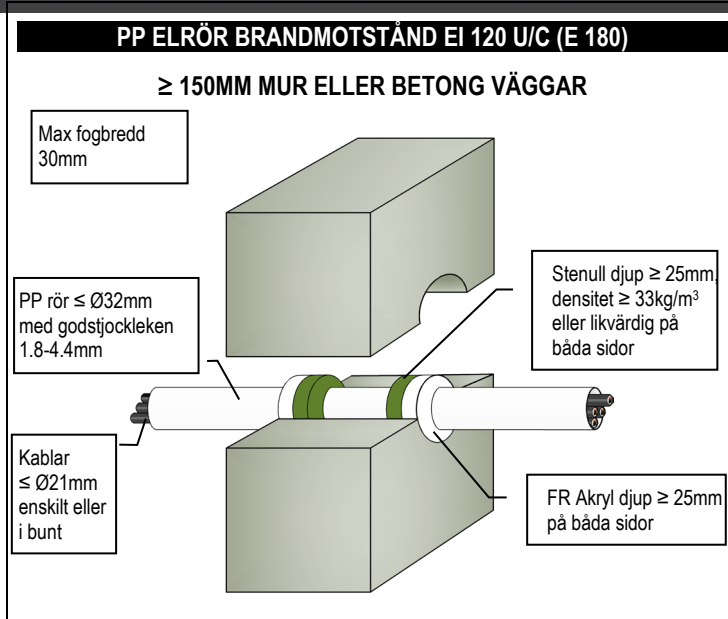 PP ELRÖR BRANDMOTSTÅND EI 120 U/C (E 180)
≥ 150MM MUR ELLER BETONG VÄGGAR
Max fogbredd
30mm
PP rör ≤ Ø32mm
med godstjockleken
1.8-4.4mm
Stenull djup ≥ 25mm,
densitet ≥ 33kg/m³
eller likvärdig på
båda sidor
Kablar
≤ Ø21mm
enskilt eller
i bunt
FR Akryl djup ≥ 25mm
på båda sidor